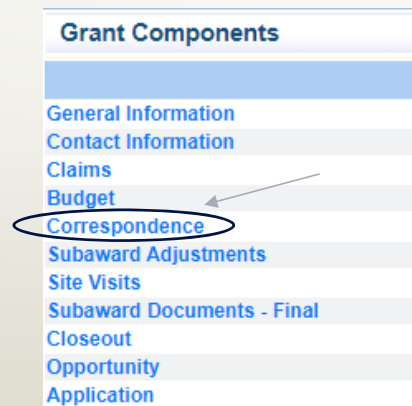 Grant Components
General Information
Contact Information
Claims
Budget
Correspondence
Subaward Adjustments
Site Visits
Subaward Documents - Final
Closeout
Opportunity
Application